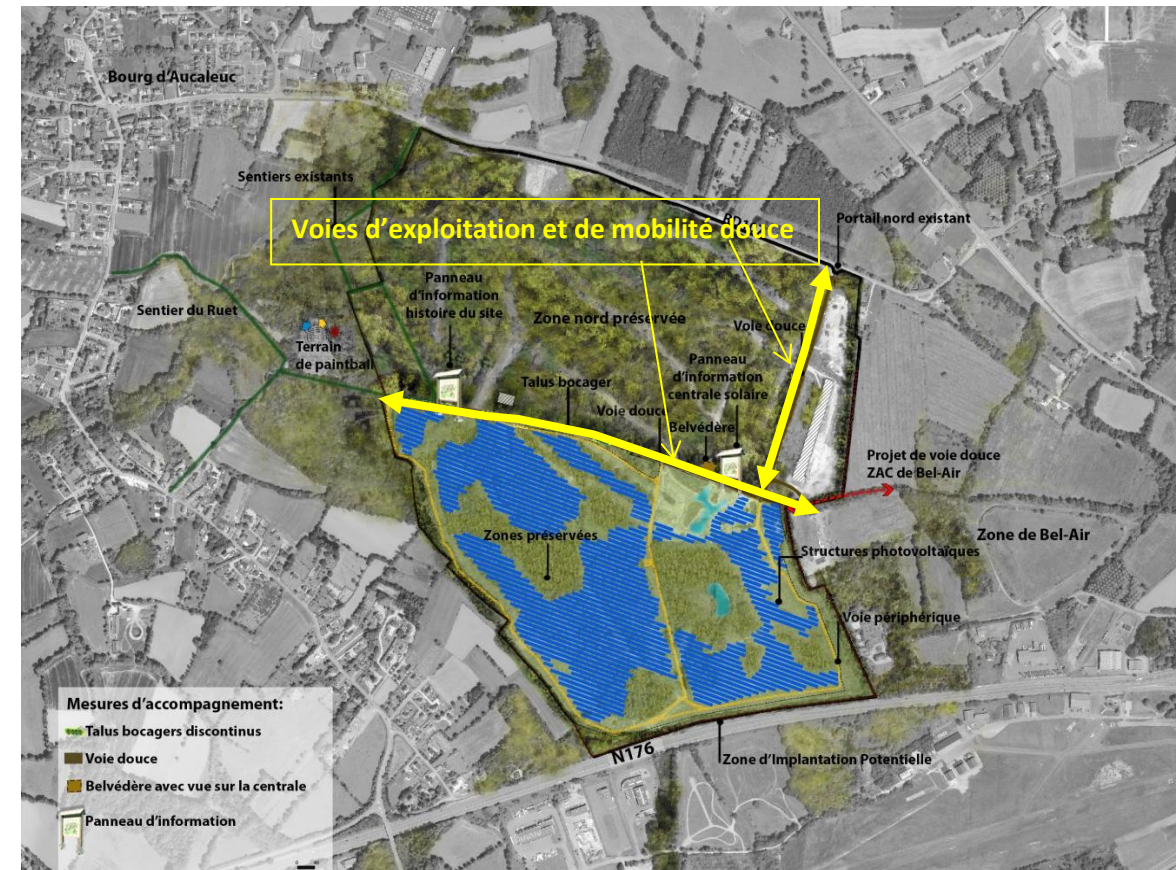 Bourg d'Aucaleuc
Sentiers existants
Voies d'exploitation et de mobilité douce
Portail nord existant
Panneau
d'information
histoire du site
Sentier du Ruet
Zone nord préservée
Voie douce
Terrain
de paintball
Panneau
d'information
centrale solaire
Talus bocager
Voie douce
Belvédère
Projet de voie douce
ZAC de Bel-Air
Zones préservées
Zone de Bel-Air
Structures photovoltaïques
Voie périphérique
N176
Zone d'Implantation Potentielle
Mesures d'accompagnement:
Talus bocagers discontinus
Voie douce
Belvédère avec vue sur la centrale
Panneau d'information